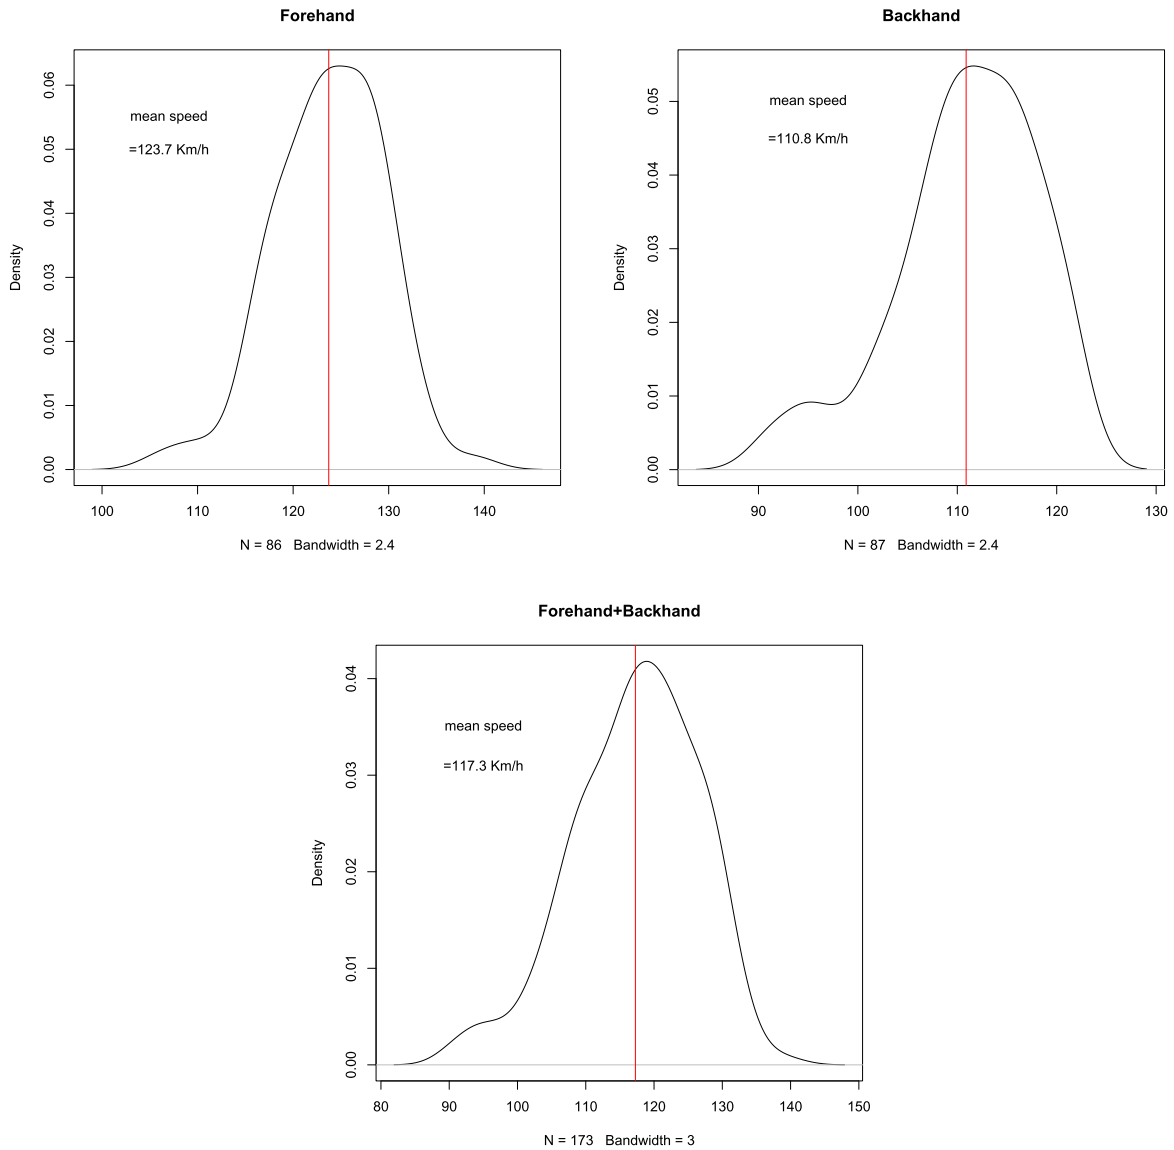 Forehand
mean speed
=123.7 Km/h
Density
0.00 0.01 0.02 0.03 0.04 0.05 0.06
100 110 120 130 140
N = 86 Bandwidth = 2.4
Backhand
mean speed
=110.8 Km/h
Density
0.00 0.01 0.02 0.03 0.04 0.05
90 100 110 120 130
N = 87 Bandwidth = 2.4
Forehand+Backhand
mean speed
=117.3 Km/h
Density
0.00 0.01 0.02 0.03 0.04
80 90 100 110 120 130 140 150
N = 173 Bandwidth = 3